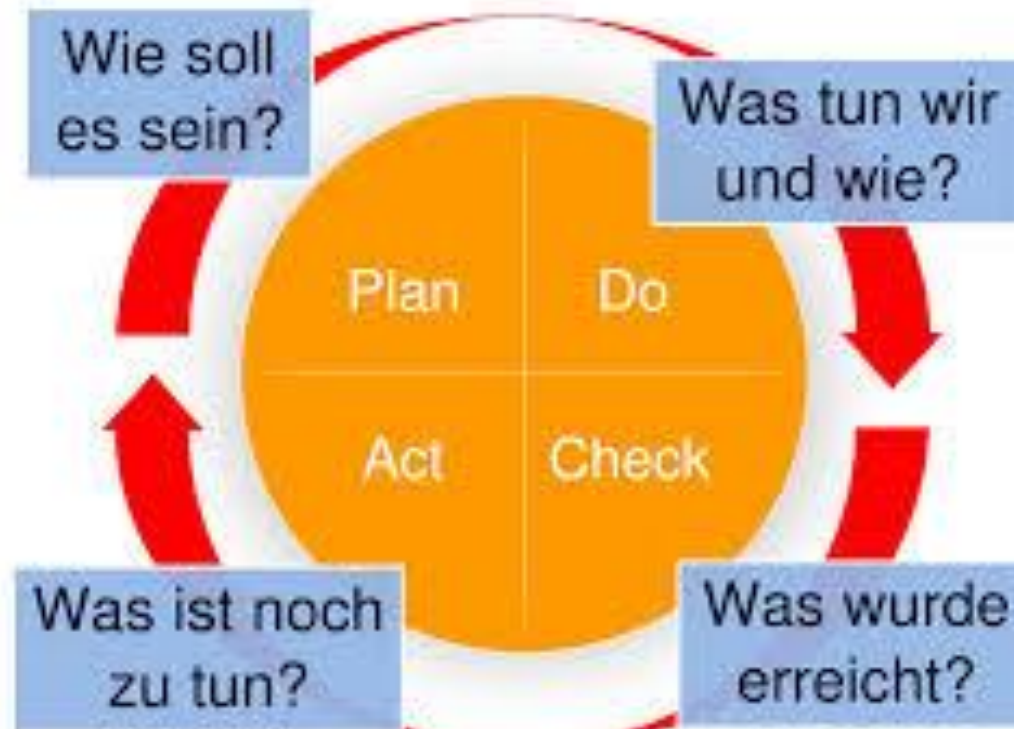 Wie soll
es sein?
Was tun wir
und wie?
Plan
Do
Act
Check
Was ist noch
zu tun?
Was wurde
erreicht?